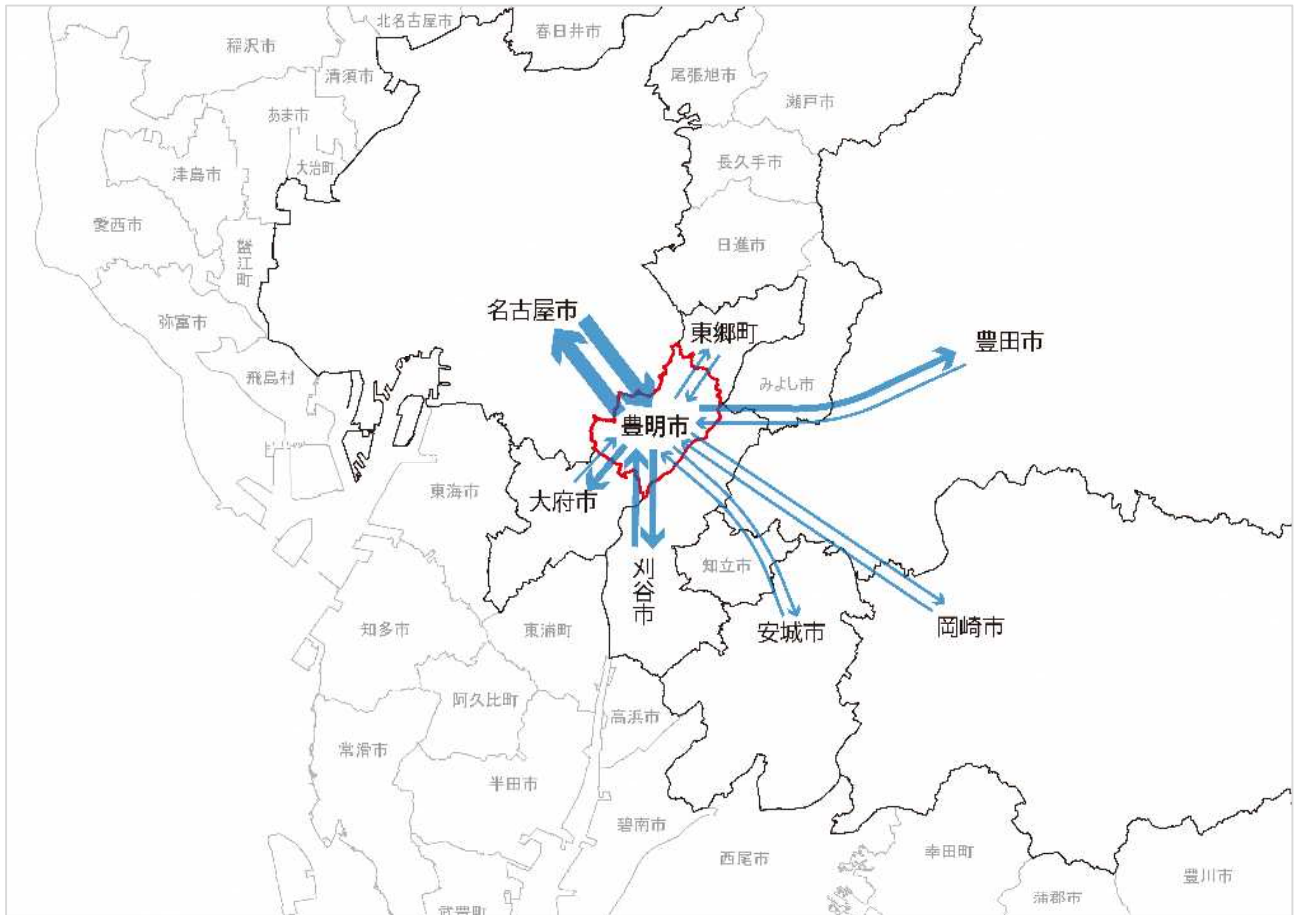 北名古屋市
春日井市
稲沢市
清須市
尾張旭市
瀬戸市
あま市
大治町
長久手市
津島市
愛西市
蟹江町
日進市
弥富市
名古屋市
東郷町
豊田市
飛島村
みよし市
豊明市
東海市
大府市
刈谷市
知立市
安城市
岡崎市
知多市
東浦町
阿久比町
高浜市
常滑市
半田市
碧南市
西尾市
幸田町
蒲郡市
豊川市
武豊町